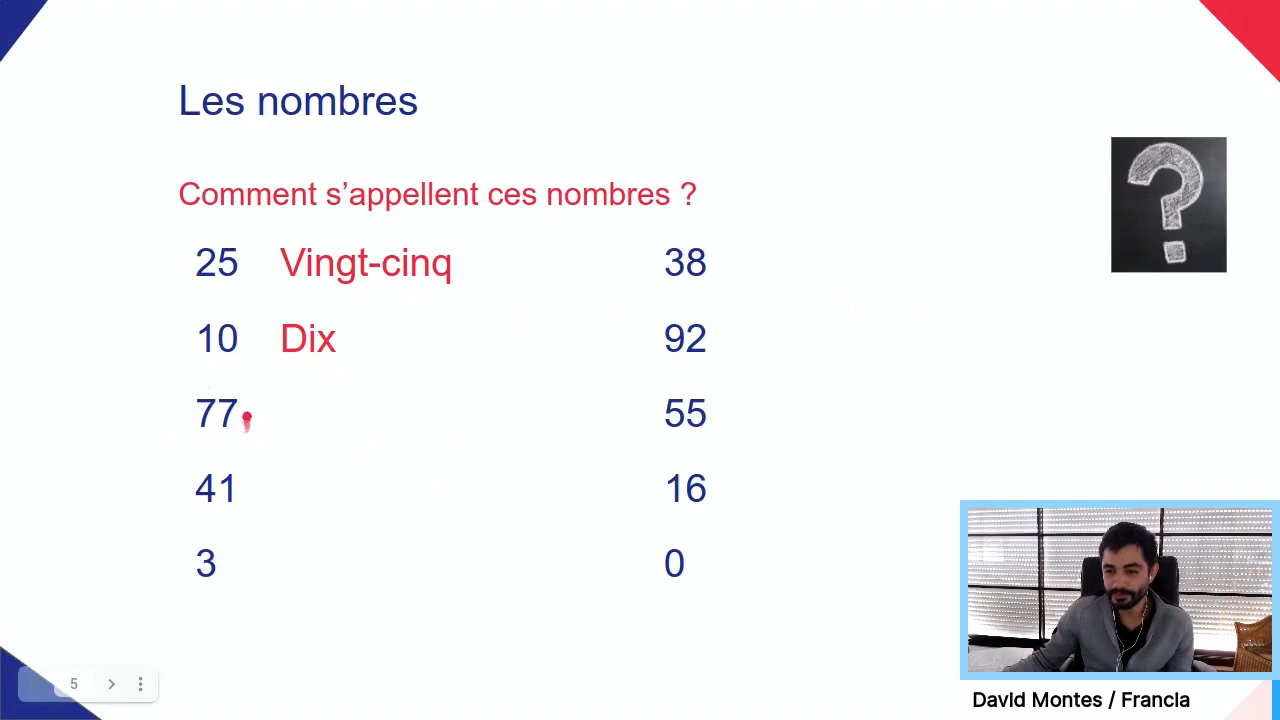 Les nombres
Comment s’appellent ces nombres ?
25 Vingt-cinq
38
10 Dix
92
77
55
41
16
3
0
5
David Montes / Francia